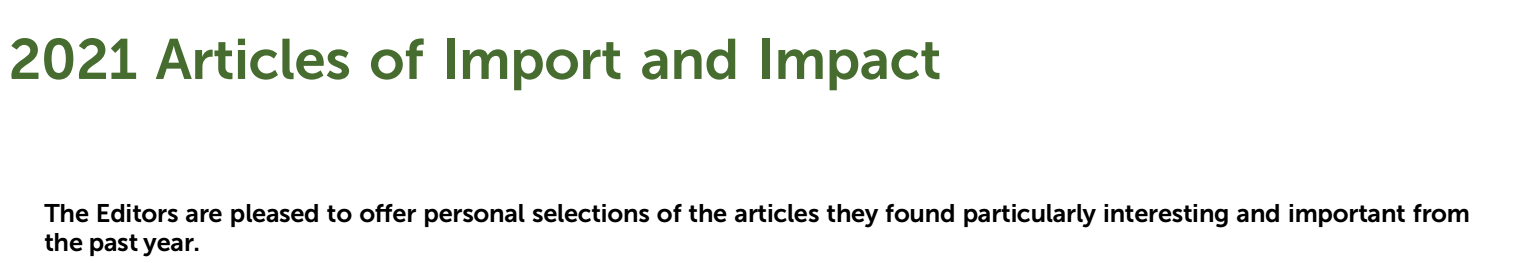 2021 Articles of Import and Impact
The Editors are pleased to offer personal selections of the articles they found particularly interesting and important from
the past year.